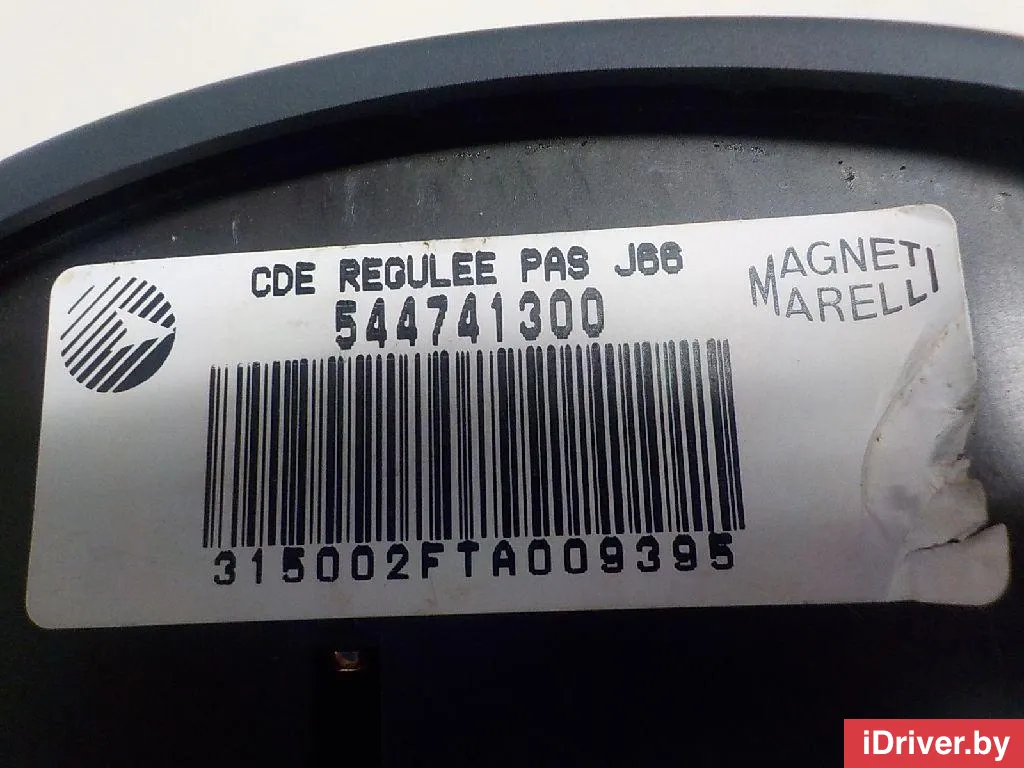 CDE REGULEE PAS J66
544741300
MAGNETI
MARELLI
315002FTA009395
iDriver.by